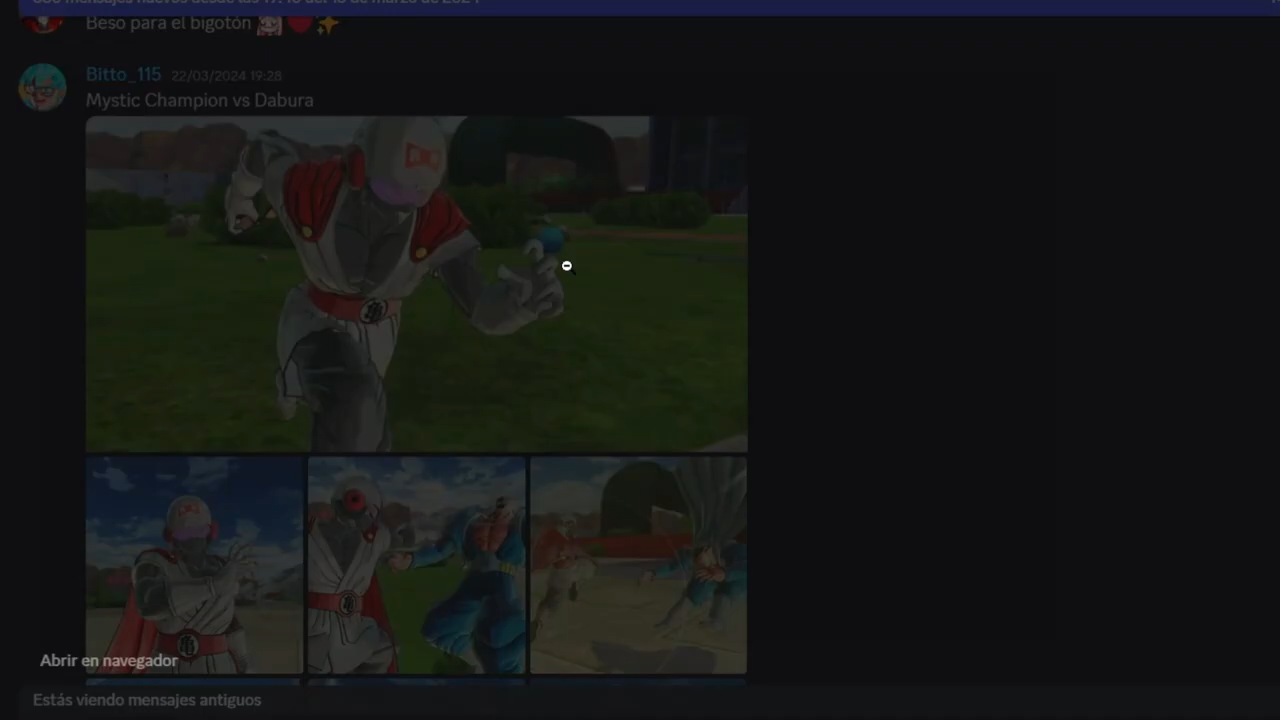 Beso para el bigotón
Bitto_115 22/03/2024 19:28
Mystic Champion vs Dabura
Abrir en navegador
Estás viendo mensajes antiguos